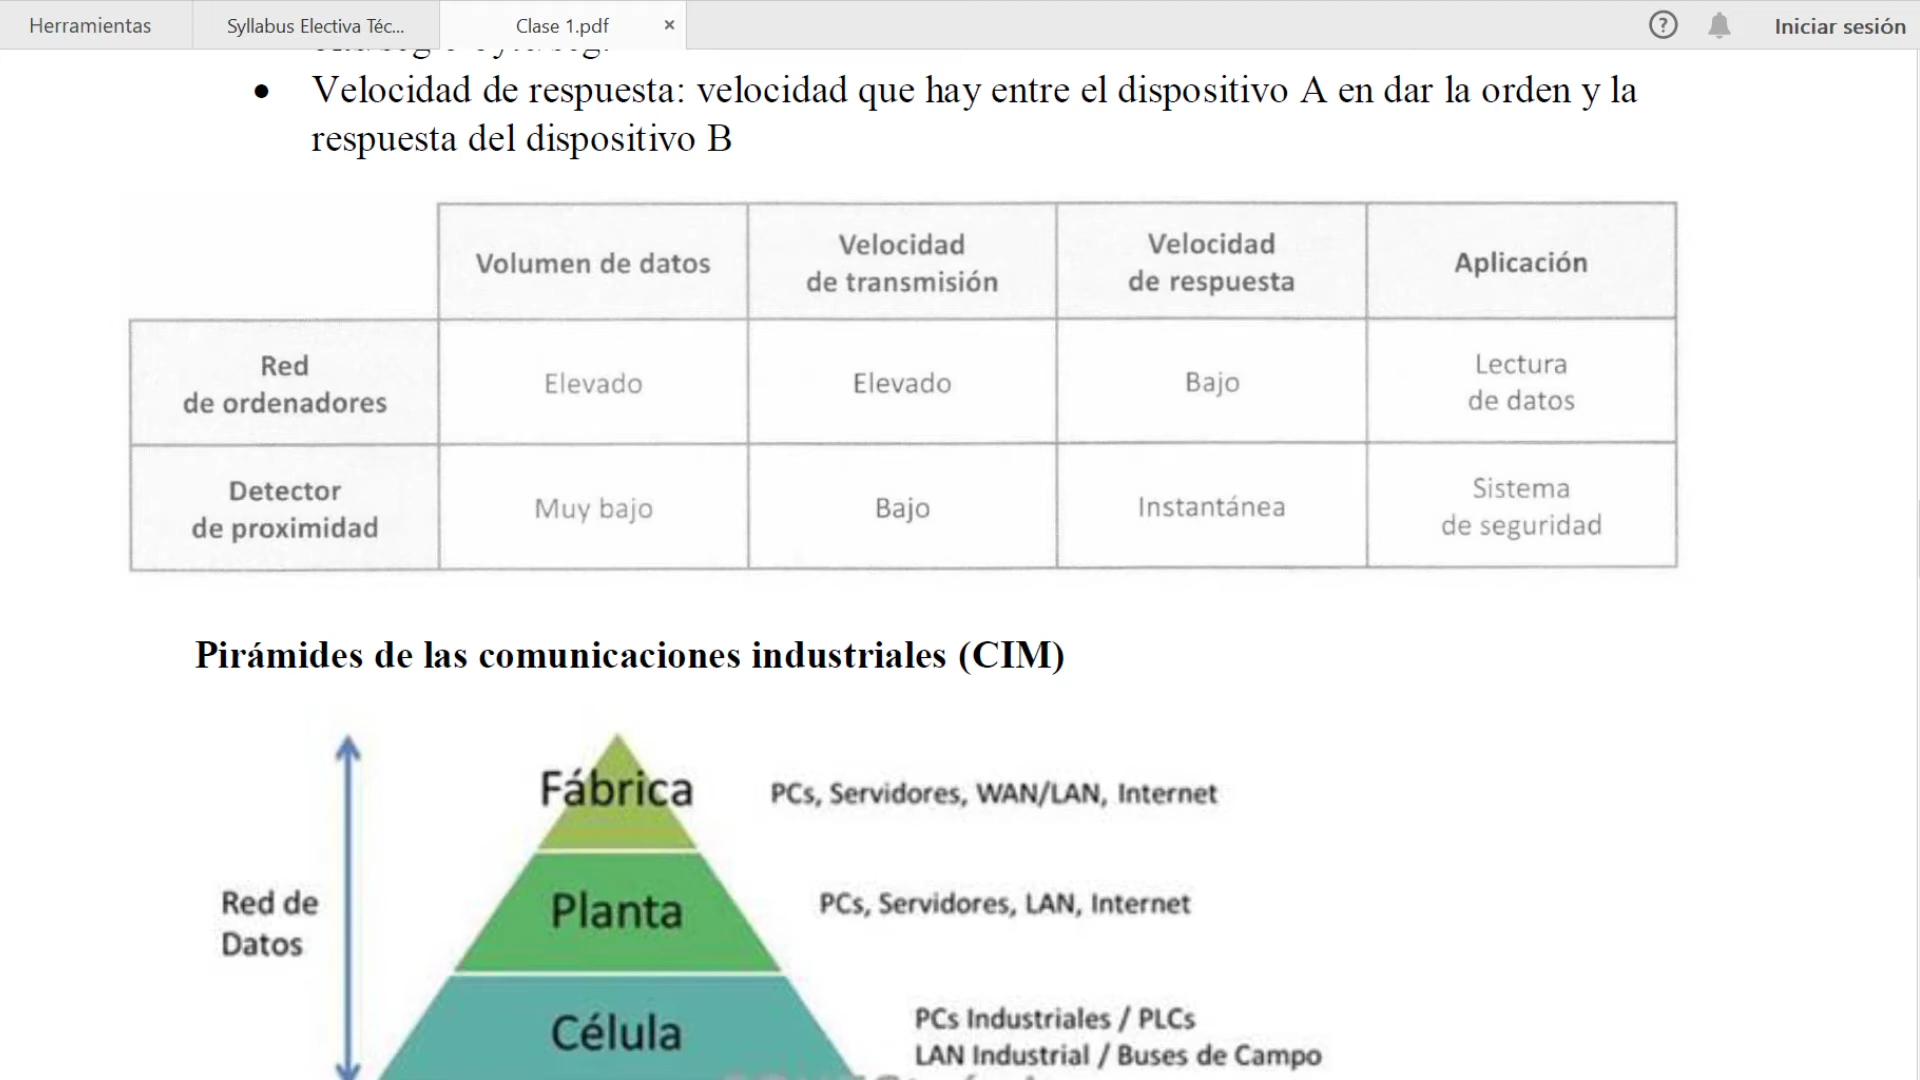 Herramientas
Syllabus Electiva Téc...
Clase 1.pdf
×
?
Iniciar sesión
• Velocidad de respuesta: velocidad que hay entre el dispositivo A en dar la orden y la
respuesta del dispositivo B
Volumen de datos
Velocidad
de transmisión
Velocidad
de respuesta
Aplicación
Red
de ordenadores
Elevado
Elevado
Bajo
Lectura
de datos
Detector
de proximidad
Muy bajo
Bajo
Instantánea
Sistema
de seguridad
Pirámides de las comunicaciones industriales (CIM)
Fábrica
PCs, Servidores, WAN/LAN, Internet
Red de
Datos
Planta
PCs, Servidores, LAN, Internet
Célula
PCs Industriales / PLCs
LAN Industrial / Buses de Campo